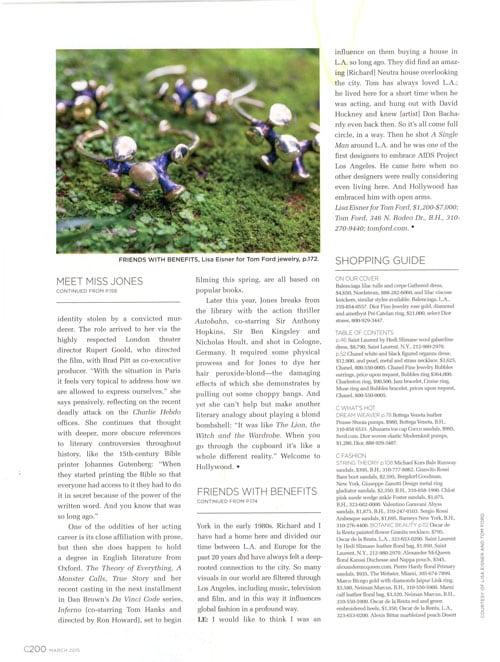 FRIENDS WITH BENEFITS, Lisa Eisner for Tom Ford jewelry, p.172.
MEET MISS JONES
CONTINUED FROM P.158
identity stolen by a convicted mur-
derer. The role arrived to her via the
highly respected London theater
director Rupert Goold, who directed
the film, with Brad Pitt as co-executive
producer. "With the situation in Paris
it feels very topical to address how we
are allowed to express ourselves," she
says pensively, reflecting on the recent
deadly attack on the Charlie Hebdo
offices. She continues that thought
with deeper, more obscure references
to literary controversies throughout
history, like the 15th-century Bible
printer Johannes Gutenberg: "When
they started printing the Bible so that
everyone had access to it they had to do
it in secret because of the power of the
written word. And you know that was
so long ago."
One of the oddities of her acting
career is its close affiliation with prose,
but then she does happen to hold
a degree in English literature from
Oxford. The Theory of Everything, A
Monster Calls, True Story and her
recent casting in the next installment
in Dan Brown's Da Vinci Code series,
Inferno [co-starring Tom Hanks and
directed by Ron Howard], set to begin
filming this spring, are all based on
popular books.
Later this year, Jones breaks from
the library with the action thriller
Autobahn, co-starring Sir Anthony
Hopkins, Sir Ben Kingsley and
Nicholas Hoult, and shot in Cologne,
Germany. It required some physical
prowess and for Jones to dye her
hair peroxide-blond—the damaging
effects of which she demonstrates by
pulling out some choppy bangs. And
yet she can't help but make another
literary analogy about playing a blond
bombshell: "It was like The Lion, the
Witch and the Wardrobe. When you
go through the cupboard it's like a
whole different reality." Welcome to
Hollywood. •
FRIENDS WITH BENEFITS
CONTINUED FROM P.174
York in the early 1980s. Richard and I
have had a home here and divided our
time between L.A. and Europe for the
past 20 years and have always felt a deep-
rooted connection to the city. So many
visuals in our world are filtered through
Los Angeles, including music, television
and film, and in this way it influences
global fashion in a profound way.
LE: I would like to think I was an
influence on them buying a house in
L.A. so long ago. They did find an amaz-
ing [Richard] Neutra house overlooking
the city. Tom has always loved L.A.;
he lived here for a short time when he
was acting, and hung out with David
Hockney and knew [artist] Don Bacha-
rdy even back then. So it's all come full
circle, in a way. Then he shot A Single
Man around L.A. and he was one of the
first designers to embrace AIDS Project
Los Angeles. He came here when no
other designers were really considering
even living here. And Hollywood has
embraced him with open arms.
Lisa Eisner for Tom Ford, $1,200-$7,000;
Tom Ford, 346 N. Rodeo Dr., B.H., 310-
270-9440; tomford.com. •
SHOPPING GUIDE
ON OUR COVER
TABLE OF CONTENTS
C WHAT'S HOT
C FASHION
C200 MARCH 2015
COURTESY OF LISA EISNER AND TOM FORD